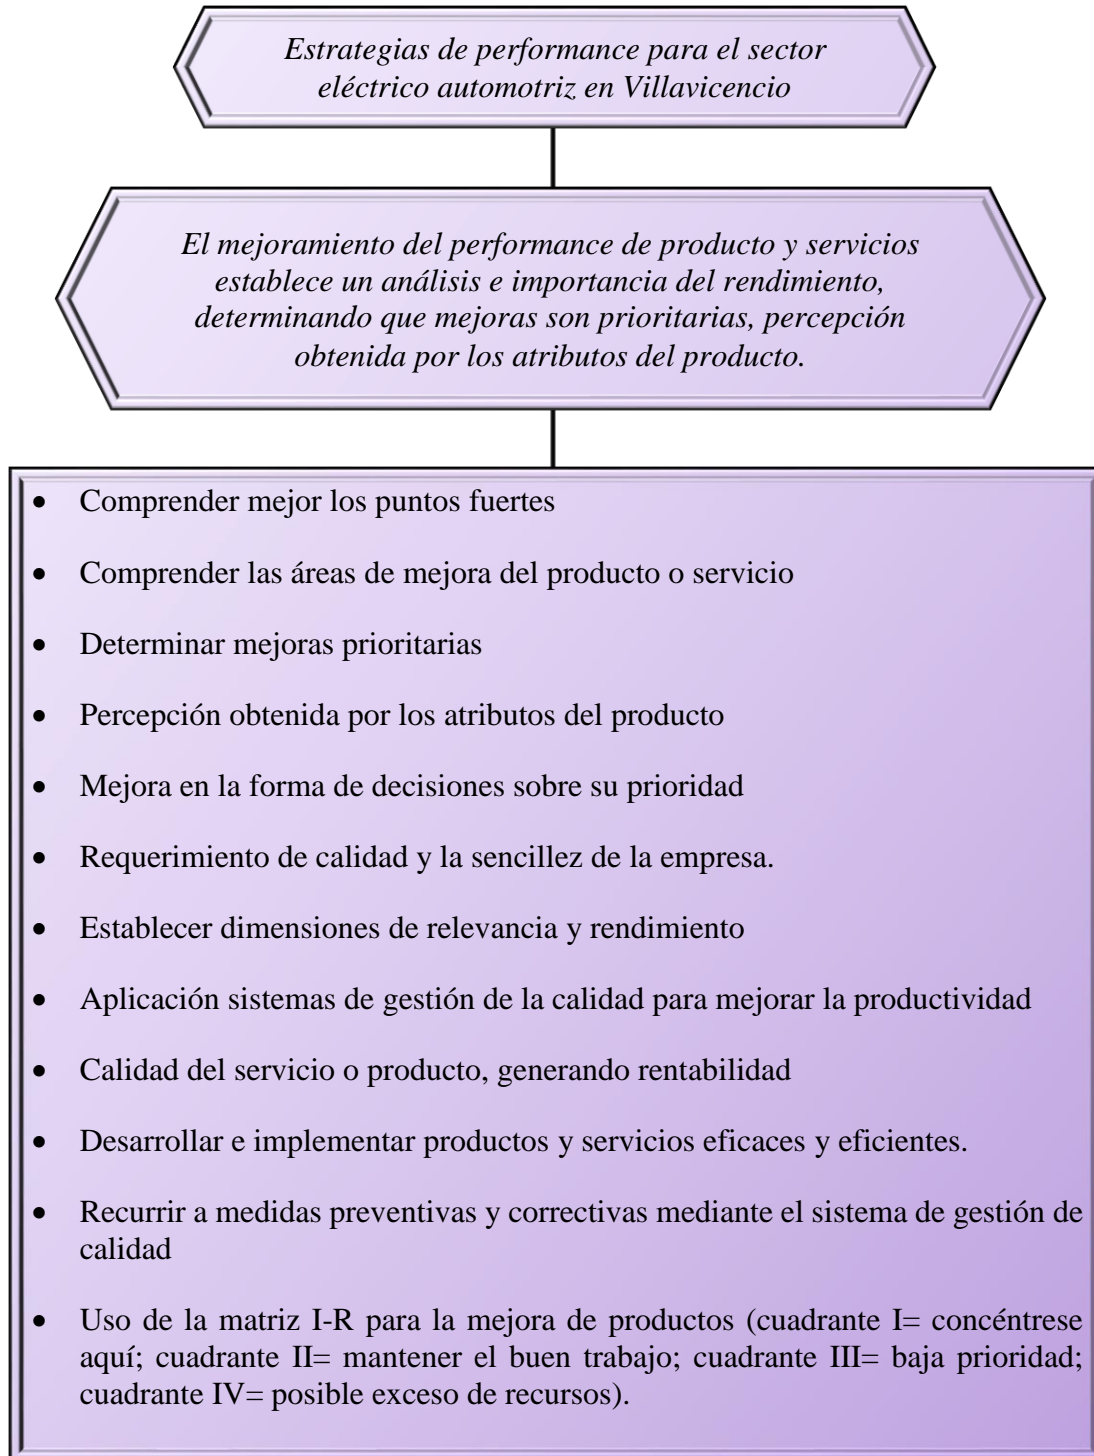 Estrategias de performance para el sector
eléctrico automotriz en Villavicencio
El mejoramiento del performance de producto y servicios
establece un análisis e importancia del rendimiento,
determinando que mejoras son prioritarias, percepción
obtenida por los atributos del producto.
• Comprender mejor los puntos fuertes
• Comprender las áreas de mejora del producto o servicio
• Determinar mejoras prioritarias
• Percepción obtenida por los atributos del producto
• Mejora en la forma de decisiones sobre su prioridad
• Requerimiento de calidad y la sencillez de la empresa.
• Establecer dimensiones de relevancia y rendimiento
• Aplicación sistemas de gestión de la calidad para mejorar la productividad
• Calidad del servicio o producto, generando rentabilidad
• Desarrollar e implementar productos y servicios eficaces y eficientes.
• Recurrir a medidas preventivas y correctivas mediante el sistema de gestión de
calidad
• Uso de la matriz I-R para la mejora de productos (cuadrante I= concéntrese
aquí; cuadrante II= mantener el buen trabajo; cuadrante III= baja prioridad;
cuadrante IV= posible exceso de recursos).